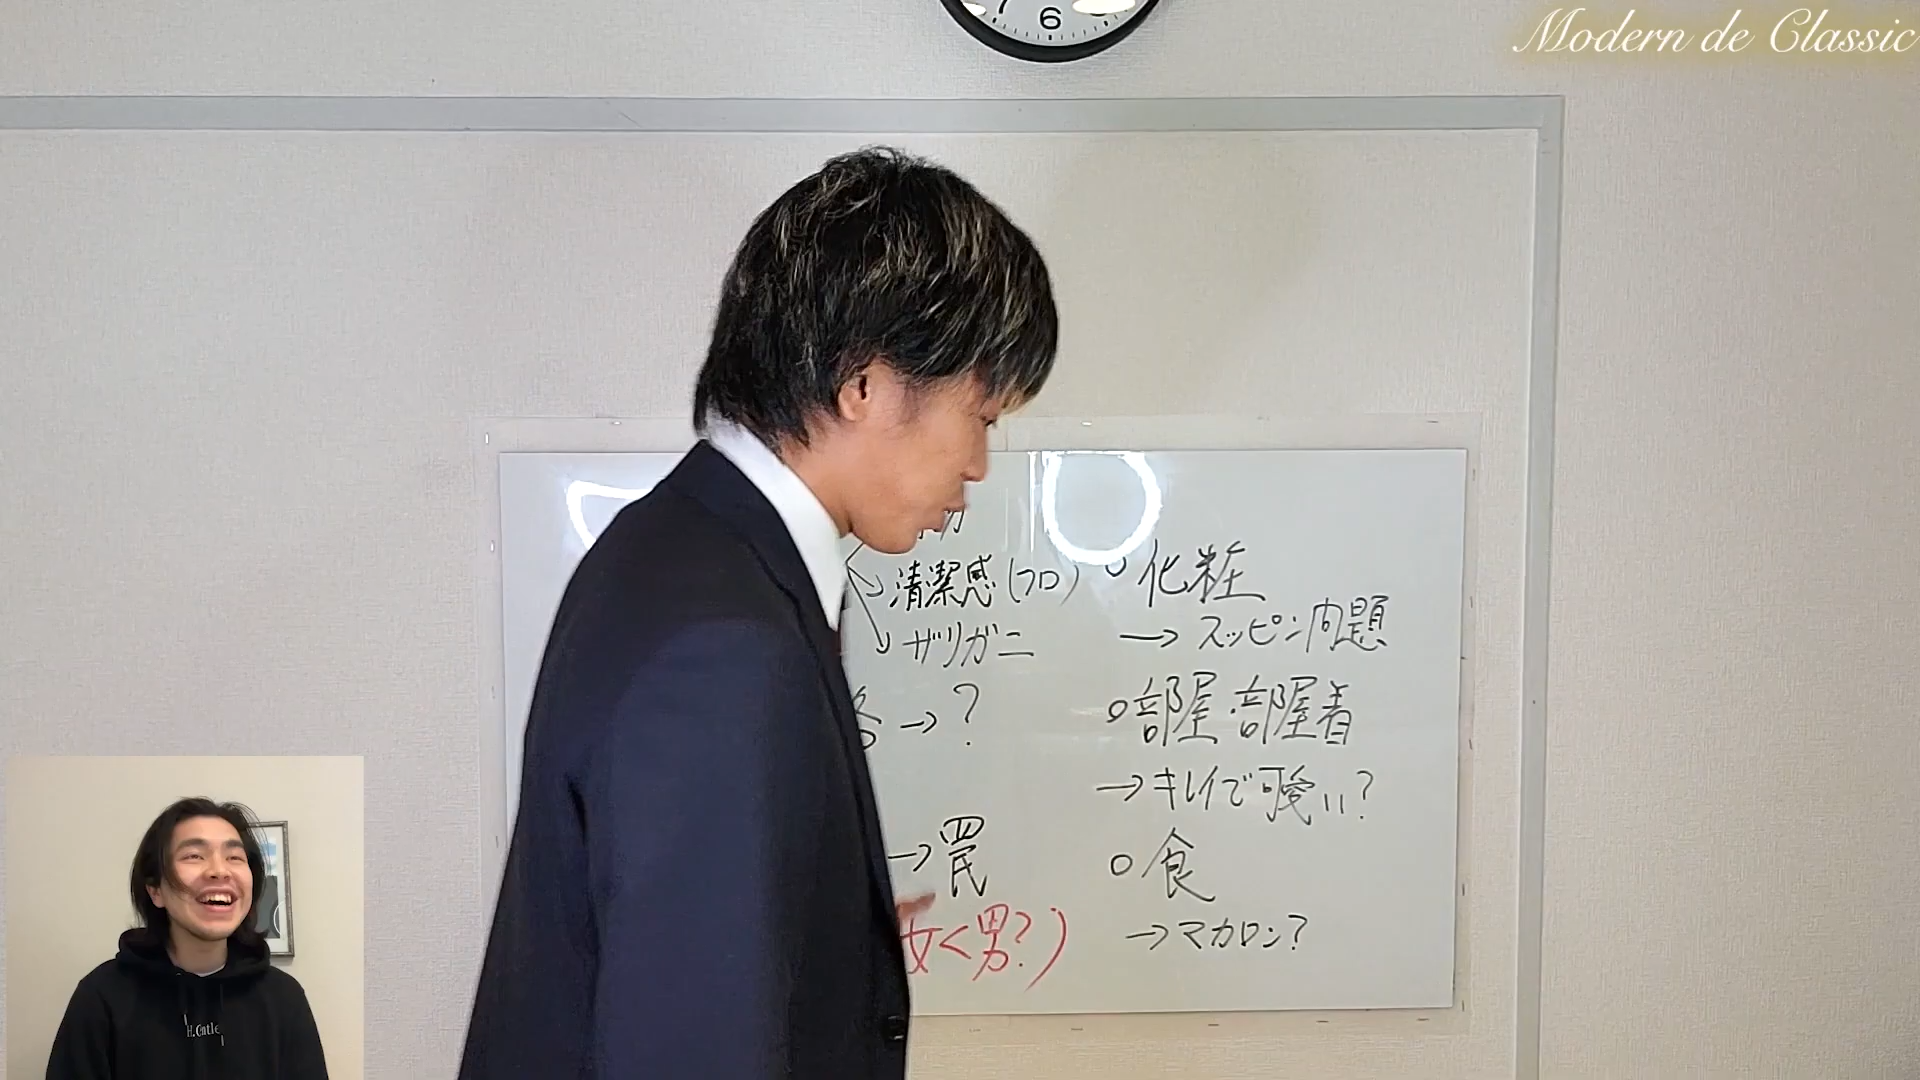 6
Modern de Classic
清潔感(フロ)
ザリガニ
→?
→罠
女<男?)
○化粧
→スッピン問題
○部屋・部屋着
→キレイで可愛い?
○食
→マカロン?